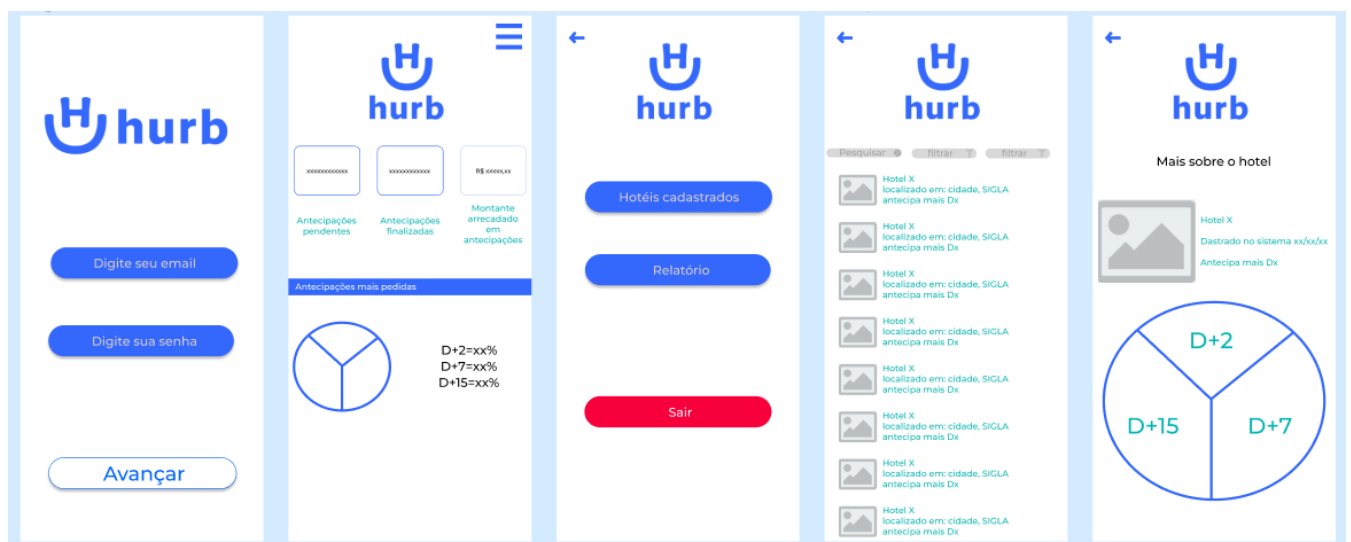 H hurb
Digite seu email
Digite sua senha
Avançar
H
hurb
xxxxxxxxxxxx
xxxxxxxxxxxx
R$ xxxxx,xx
Antecipações
pendentes
Antecipações
finalizadas
Montante
arrecadado
em
antecipações
Antecipações mais pedidas
D+2=xx%
D+7=xx%
D+15=xx%
H
hurb
Hotéis cadastrados
Relatório
Sair
H
hurb
Pesquisar
filtrar
filtrar
Hotel X
localizado em: cidade, SIGLA
antecipa mais Dx
Hotel X
localizado em: cidade, SIGLA
antecipa mais Dx
Hotel X
localizado em: cidade, SIGLA
antecipa mais Dx
Hotel X
localizado em: cidade, SIGLA
antecipa mais Dx
Hotel X
localizado em: cidade, SIGLA
antecipa mais Dx
Hotel X
localizado em: cidade, SIGLA
antecipa mais Dx
Hotel X
localizado em: cidade, SIGLA
antecipa mais Dx
Hotel X
localizado em: cidade, SIGLA
antecipa mais Dx
H
hurb
Mais sobre o hotel
Hotel X
Dastrado no sistema xx/xx/xx
Antecipa mais Dx
D+2
D+15
D+7